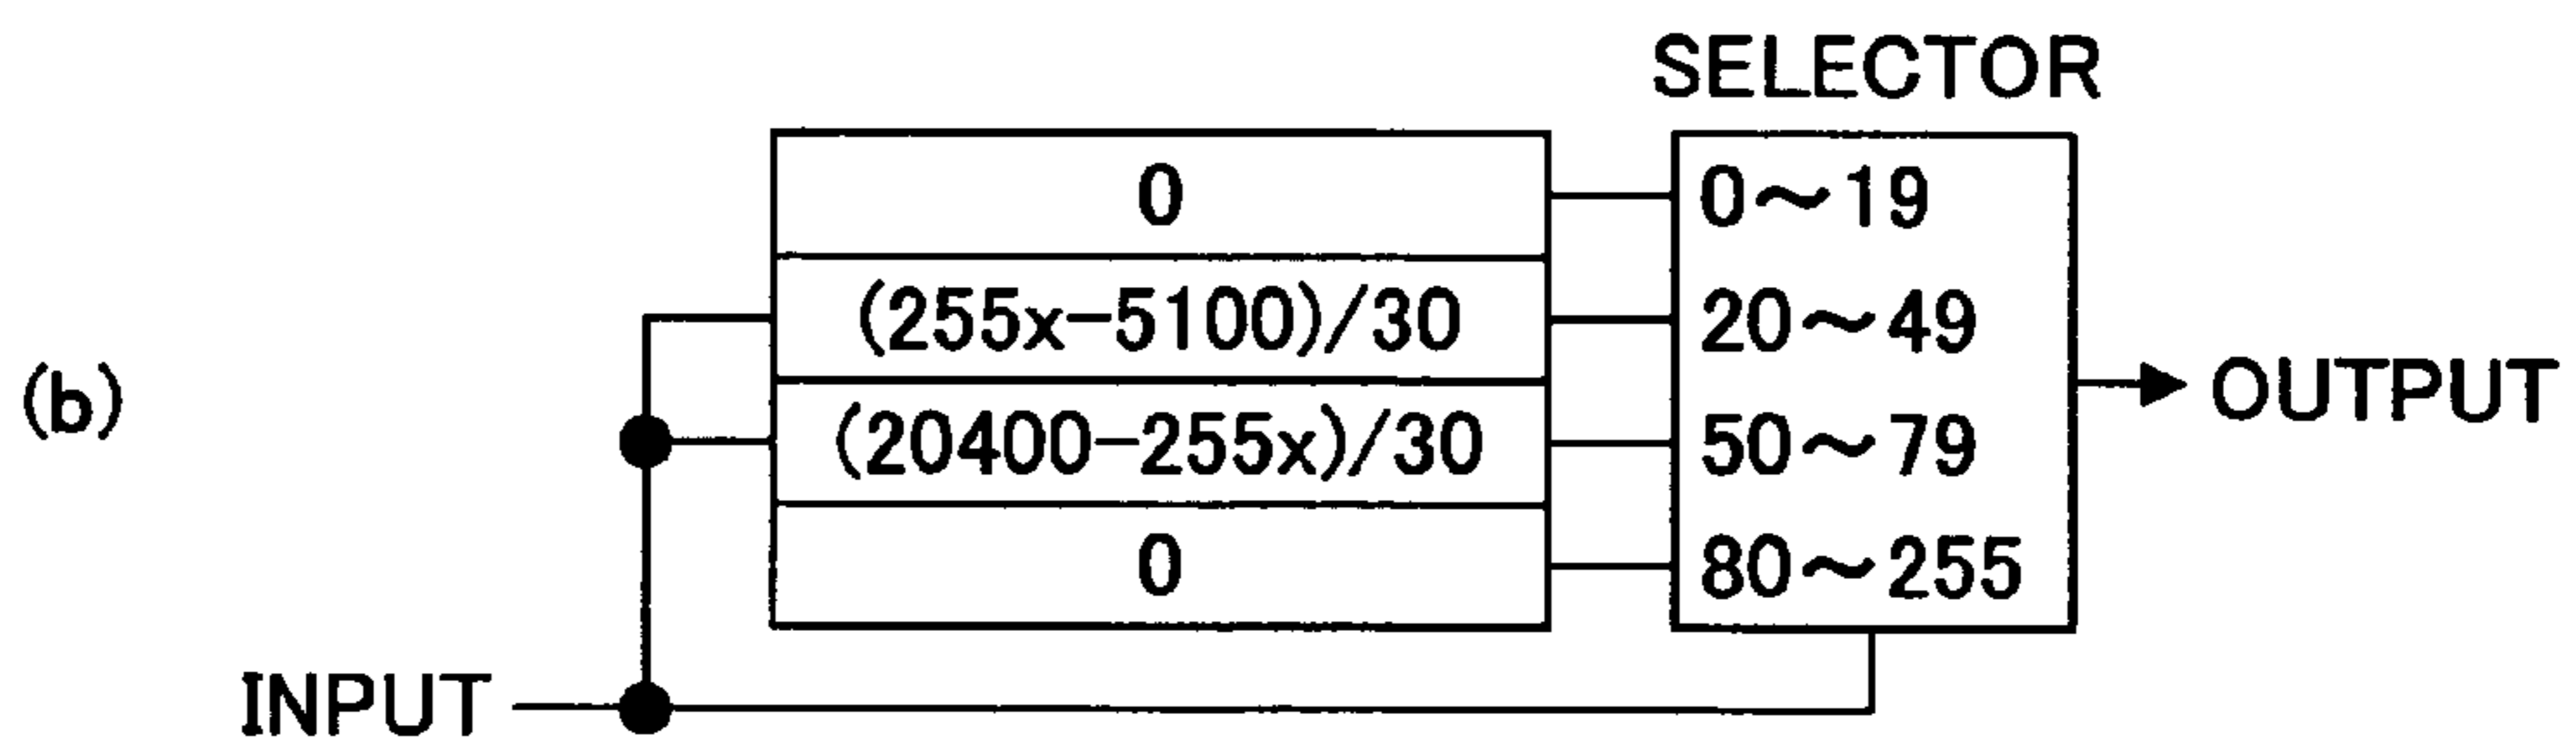 SELECTOR
0 0～19
(255x-5100)/30 20～49
(b)
(20400-255x)/30 50～79
OUTPUT
0 80～255
INPUT